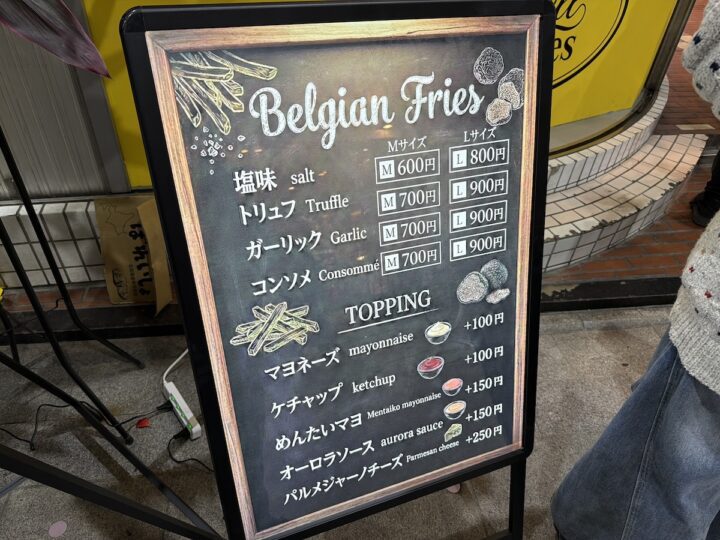 Belgian Fries
Mサイズ Lサイズ
塩味 salt M 600円 L 800円
トリュフ Truffle M 700円 L 900円
ガーリック Garlic M 700円 L 900円
コンソメ Consommé M 700円 L 900円
TOPPING
マヨネーズ mayonnaise +100円
ケチャップ ketchup +100円
めんたいマヨ Mentaiko mayonnaise +150円
オーロラソース aurora sauce +150円
パルメジャーノチーズ Parmesan cheese +250円